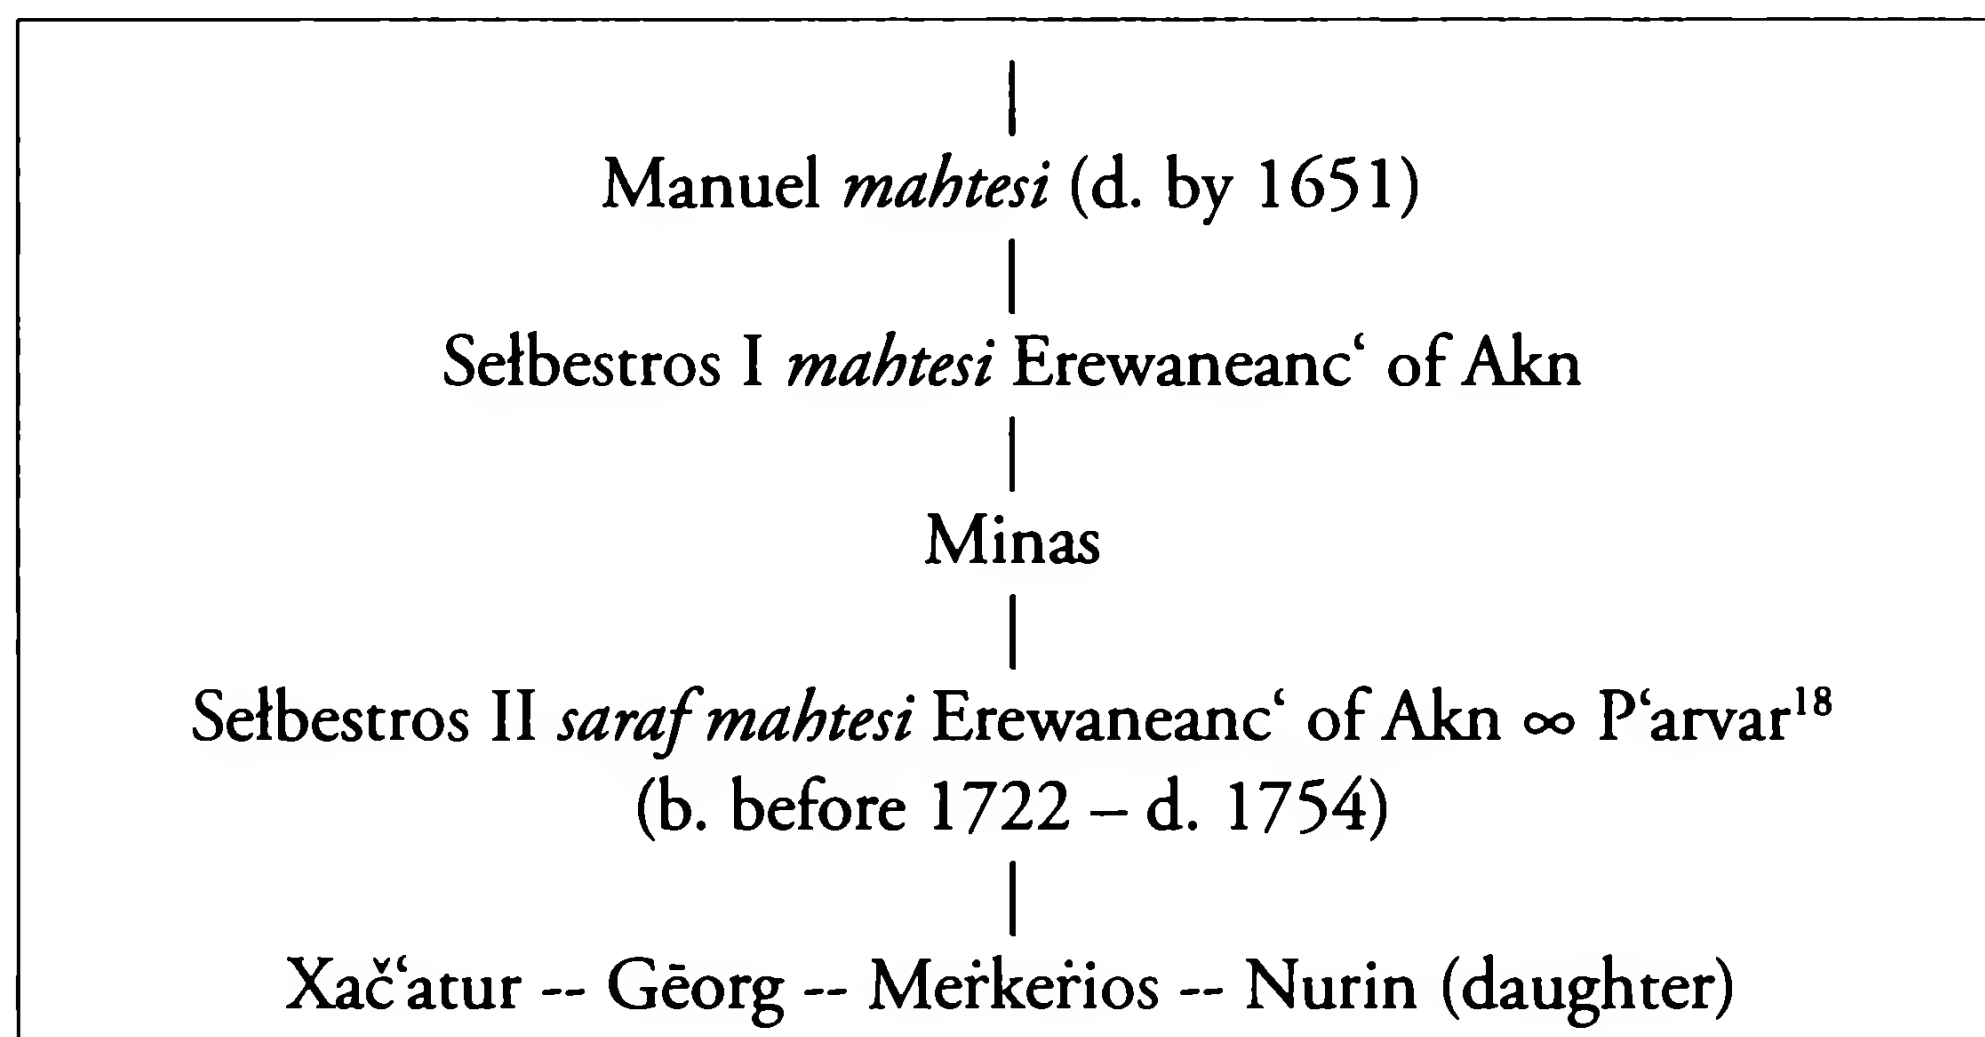 Manuel mahtesi (d. by 1651)
Sełbestros I mahtesi Erewaneanc‘ of Akn
Minas
Sełbestros II saraf mahtesi Erewaneanc‘ of Akn ∞ P‘arvar¹⁸
(b. before 1722 – d. 1754)
Xač‘atur -- Gēorg -- Meṙkeṙios -- Nurin (daughter)